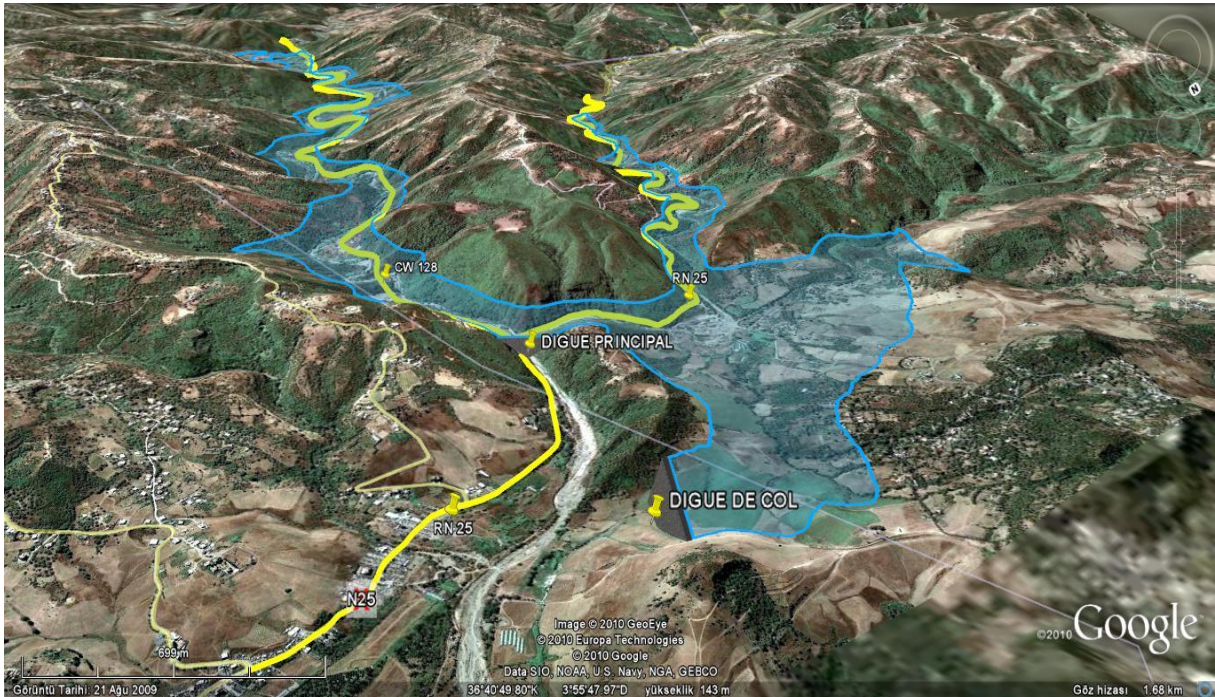 CW 128
RN 25
DIGUE PRINCIPAL
DIGUE DE COL
RN 25
N25
699 m
Image © 2010 GeoEye
© 2010 Europa Technologies
© 2010 Google
Data SIO, NOAA, U.S. Navy, NGA, GEBCO
©2010 Google
Görüntü Tarihi: 21 Ağu 2009
36°40'49.80"K 3°55'47.97"D yükseklik 143 m
Göz hizası 1.68 km